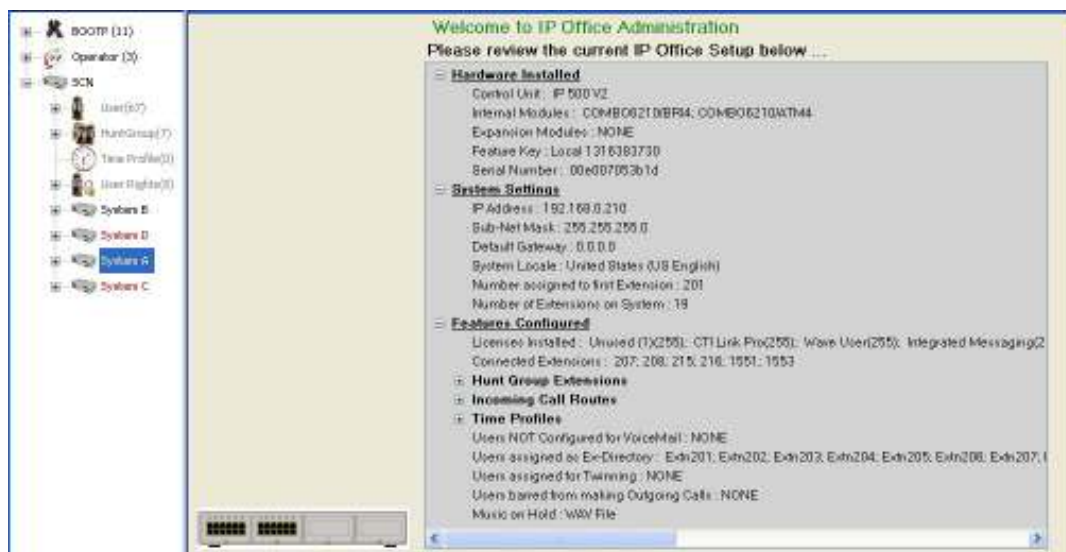 BOOTP (11)
Operator (3)
SCN
User(67)
HuntGroup(7)
Time Profile(0)
User Rights(8)
System B
System D
System A
System C
Welcome to IP Office Administration
Please review the current IP Office Setup below ...
Hardware Installed
Control Unit : IP 500 V2
Internal Modules : COMBO6210/BRI4; COMBO6210/ATM4
Expansion Modules : NONE
Feature Key : Local 1316383730
Serial Number : 00e007053b1d
System Settings
IP Address : 192.168.0.210
Sub-Net Mask : 255.255.255.0
Default Gateway : 0.0.0.0
System Locale : United States (US English)
Number assigned to first Extension : 201
Number of Extensions on System : 19
Features Configured
Licenses Installed : Unused (1)(255); CTI Link Pro(255); Wave User(255); Integrated Messaging(2
Connected Extensions : 207; 208; 215; 216; 1551; 1553
Hunt Group Extensions
Incoming Call Routes
Time Profiles
Users NOT Configured for VoiceMail : NONE
Users assigned as Ex-Directory : Extn201; Extn202; Extn203; Extn204; Extn205; Extn206; Extn207;
Users assigned for Twinning : NONE
Users barred from making Outgoing Calls : NONE
Music on Hold : WAV File